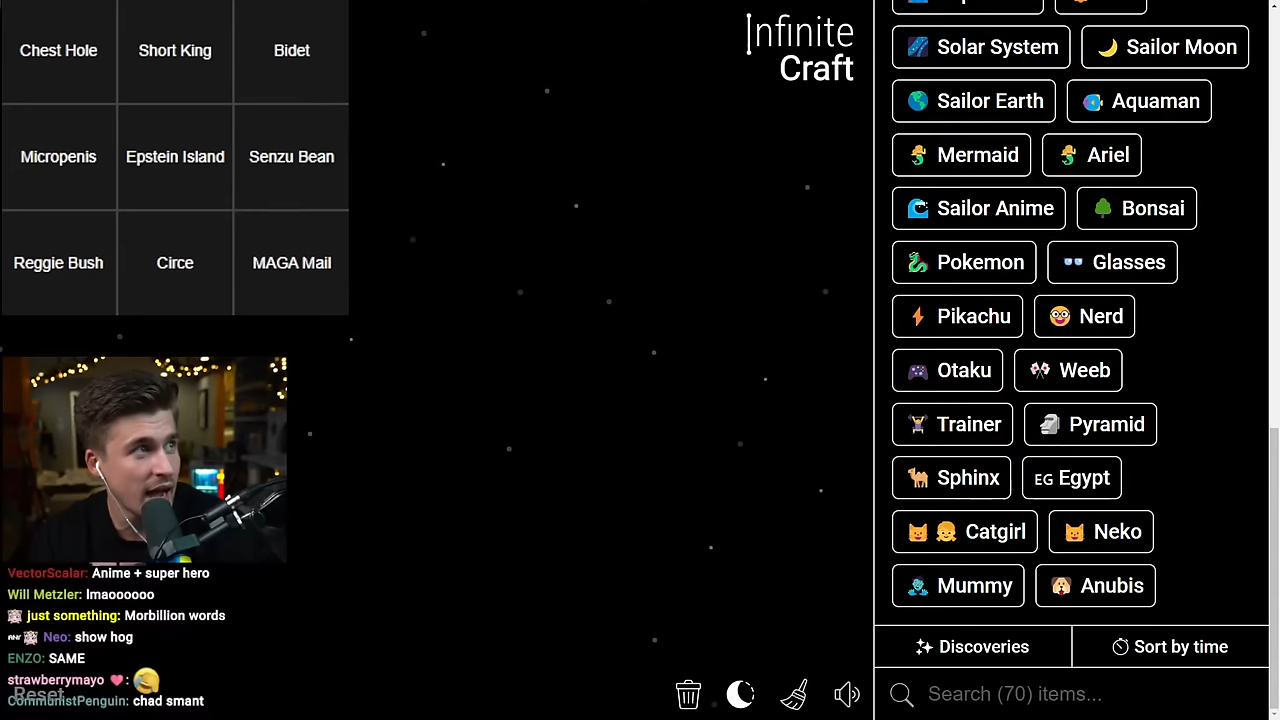 Infinite
Craft
Chest Hole
Short King
Bidet
Micropenis
Epstein Island
Senzu Bean
Reggie Bush
Circe
MAGA Mail
Solar System
Sailor Moon
Sailor Earth
Aquaman
Mermaid
Ariel
Sailor Anime
Bonsai
Pokemon
Glasses
Pikachu
Nerd
Otaku
Weeb
Trainer
Pyramid
Sphinx
EG Egypt
Catgirl
Neko
Mummy
Anubis
Discoveries
Sort by time
Search (70) items...
VectorScalar: Anime + super hero
Will Metzler: lmaoooooo
just something: Morbillion words
Neo: show hog
ENZO: SAME
strawberrymayo :
Reset
CommunistPenguin: chad smant